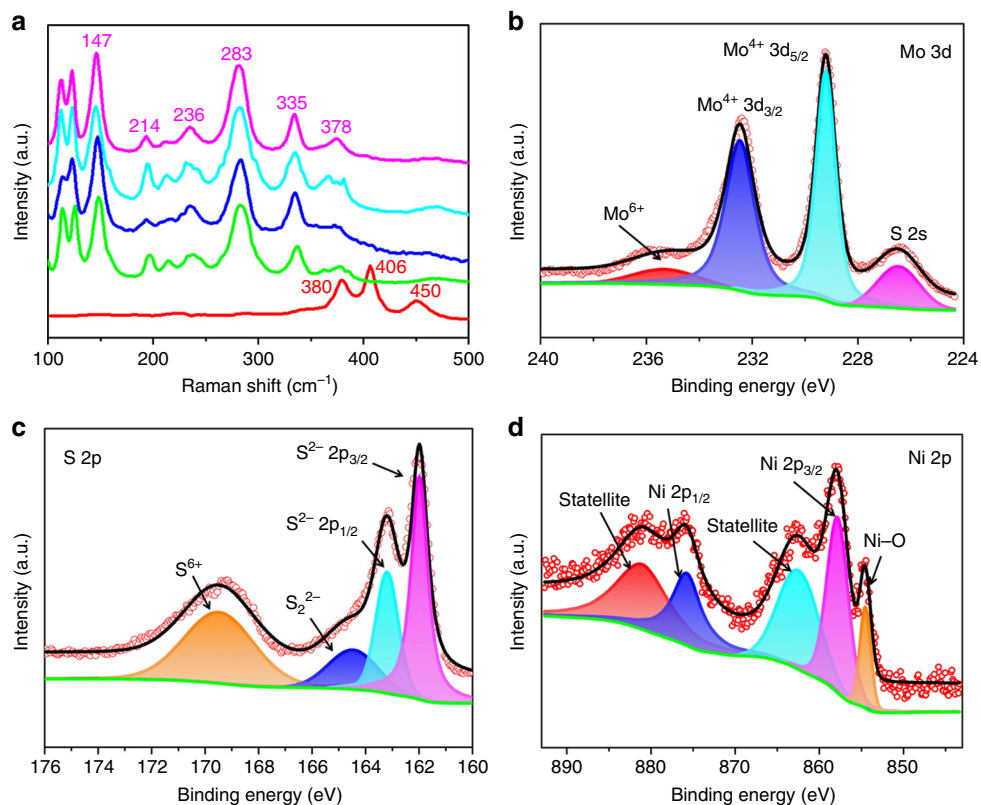 a
147
283
335
236
214
378
406
380
450
Intensity (a.u.)
100
200
300
400
500
Raman shift (cm⁻¹)
b
Mo⁴⁺ 3d₅/₂
Mo 3d
Mo⁴⁺ 3d₃/₂
Mo⁶⁺
S 2s
Intensity (a.u.)
240
236
232
228
224
Binding energy (eV)
c
S 2p
S²⁻ 2p₃/₂
S²⁻ 2p₁/₂
S⁶⁺
S₂²⁻
Intensity (a.u.)
176
174
172
170
168
166
164
162
160
Binding energy (eV)
d
Ni 2p₃/₂
Ni 2p
Statellite
Ni 2p₁/₂
Statellite
Ni–O
Intensity (a.u.)
890
880
870
860
850
Binding energy (eV)